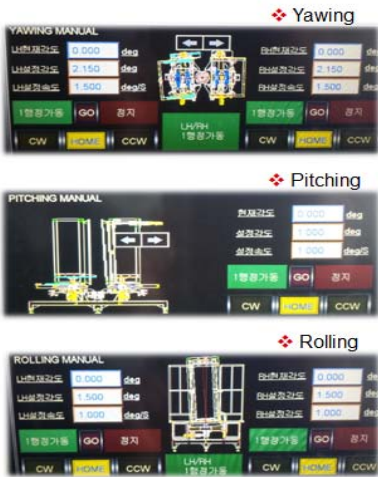 ❖ Yawing
YAWING MANUAL
LH현재각도 0.000 deg
LH설정각도 2.150 deg
LH설정속도 1.500 deg/S
RH현재각도 0.000 deg
RH설정각도 2.150 deg
RH설정속도 1.500 deg
1행정가동 GO 정지
1행정가동 GO 정지
CW HOME CCW
LH/RH
1행정가동
CW HOME CCW
❖ Pitching
PITCHING MANUAL
현재각도 0.000 deg
설정각도 1.000 deg
설정속도 1.000 deg/S
1행정가동 GO 정지
CW HOME CCW
❖ Rolling
ROLLING MANUAL
LH현재각도 0.000 deg
LH설정각도 1.500 deg
LH설정속도 1.000 deg/S
RH현재각도 0.000 deg
RH설정각도 1.500 deg
RH설정속도 1.000 deg
1행정가동 GO 정지
1행정가동 GO 정지
CW HOME CCW
LH/RH
1행정가동
CW HOME CCW